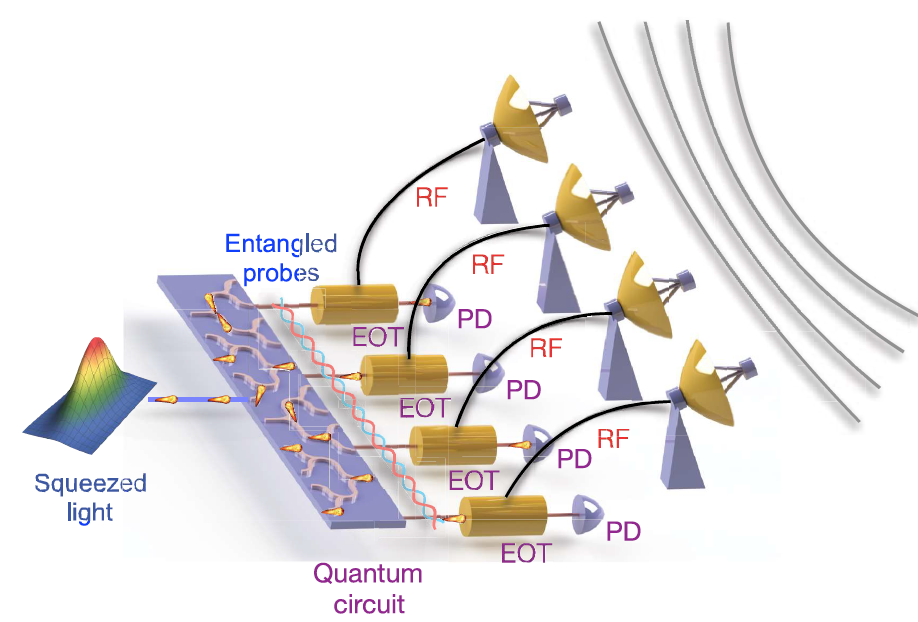 RF
Entangled
probes
RF
PD
EOT
RF
PD
EOT
RF
PD
Squeezed
light
EOT
PD
EOT
Quantum
circuit